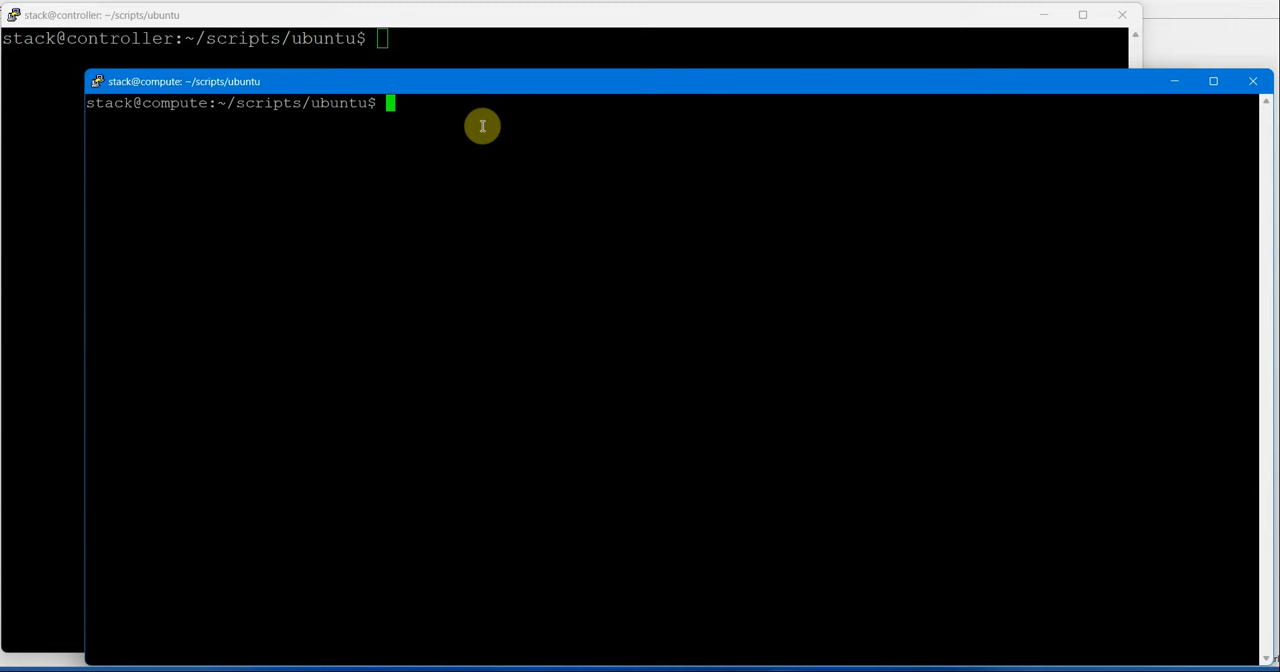 stack@controller: ~/scripts/ubuntu
stack@controller:~/scripts/ubuntu$
stack@compute: ~/scripts/ubuntu
stack@compute:~/scripts/ubuntu$